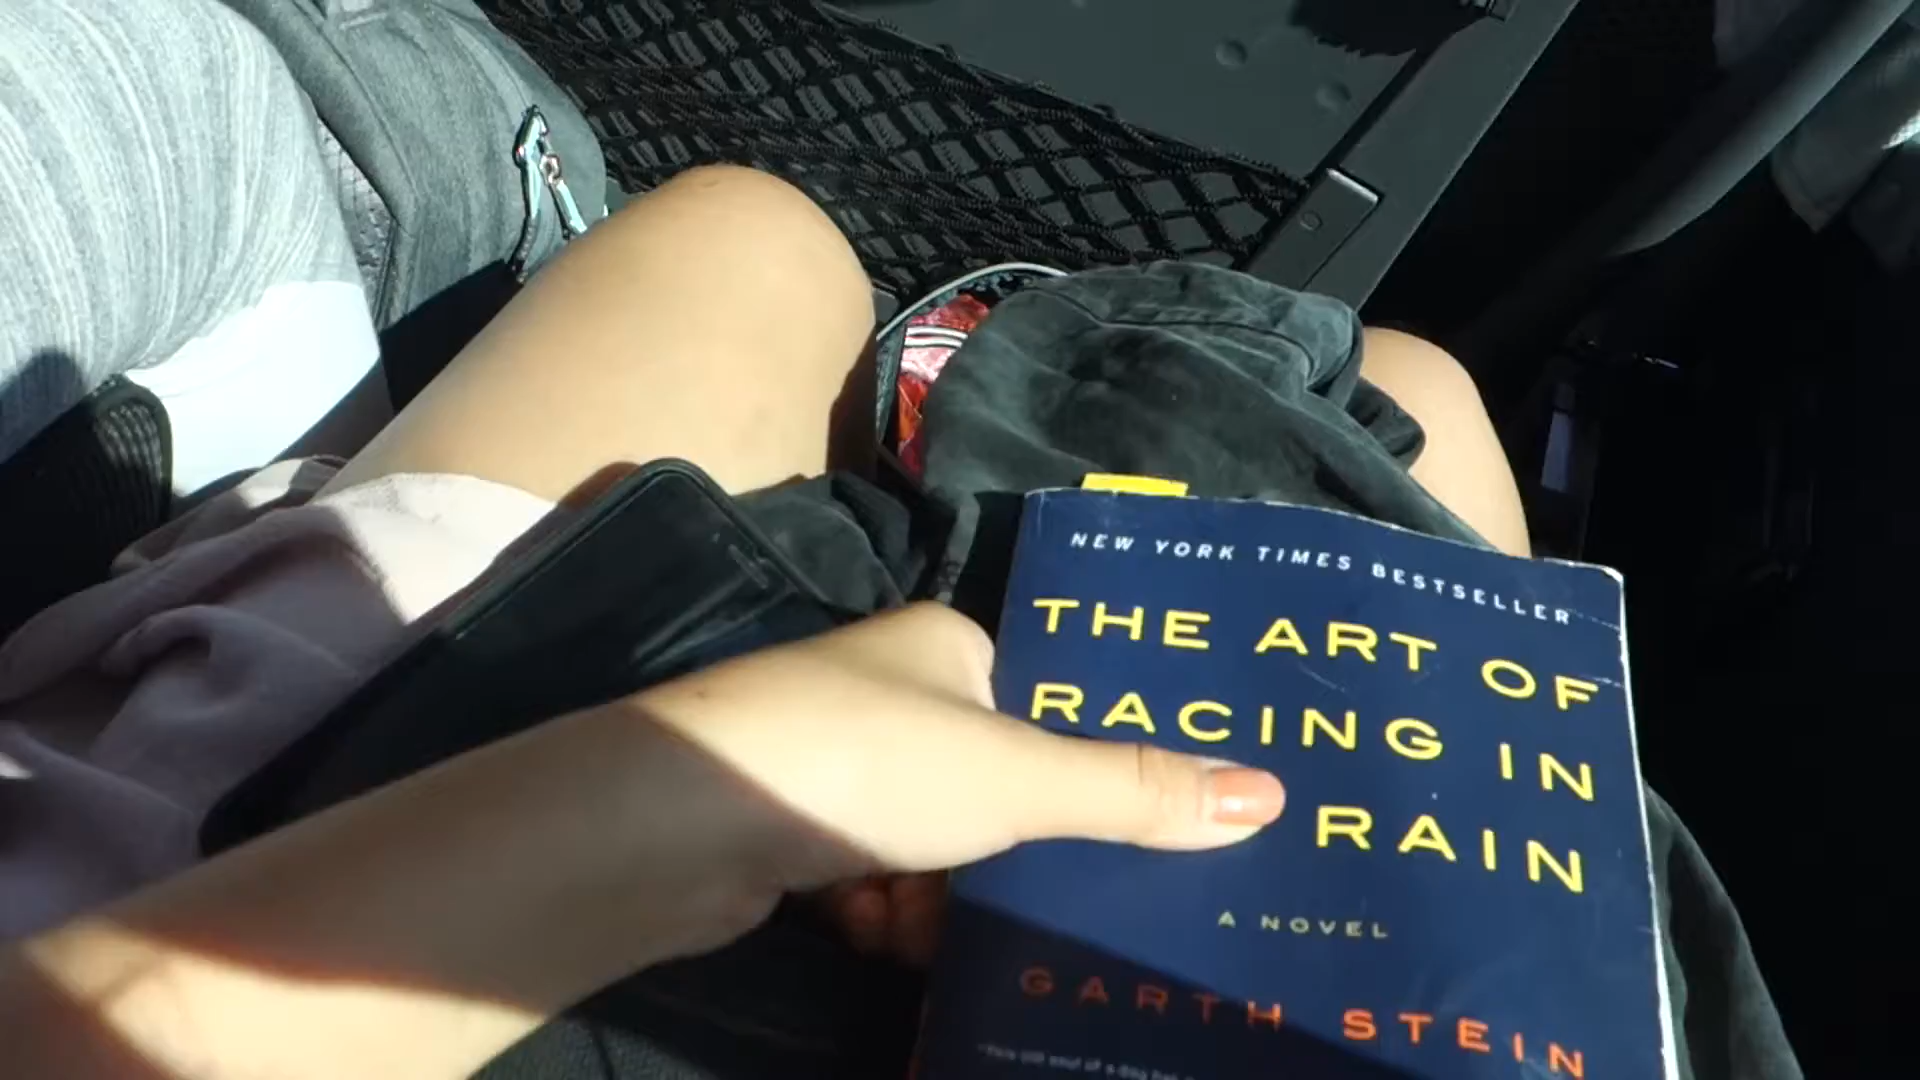 NEW YORK TIMES BESTSELLER
THE ART OF
RACING IN
RAIN
A NOVEL
GARTH STEIN